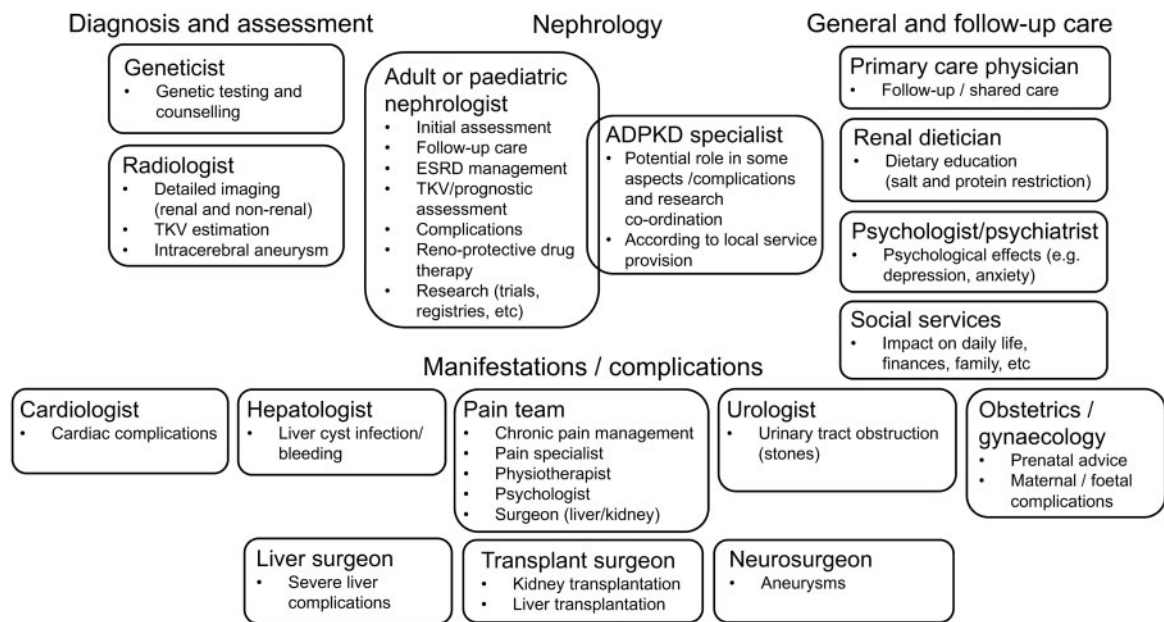 Diagnosis and assessment
Geneticist
• Genetic testing and
counselling
Radiologist
• Detailed imaging
(renal and non-renal)
• TKV estimation
• Intracerebral aneurysm
Nephrology
Adult or paediatric
nephrologist
• Initial assessment
• Follow-up care
• ESRD management
• TKV/prognostic
assessment
• Complications
• Reno-protective drug
therapy
• Research (trials,
registries, etc)
ADPKD specialist
• Potential role in some
aspects /complications
and research
co-ordination
• According to local service
provision
General and follow-up care
Primary care physician
• Follow-up / shared care
Renal dietician
• Dietary education
(salt and protein restriction)
Psychologist/psychiatrist
• Psychological effects (e.g.
depression, anxiety)
Social services
• Impact on daily life,
finances, family, etc
Manifestations / complications
Cardiologist
• Cardiac complications
Hepatologist
• Liver cyst infection/
bleeding
Pain team
• Chronic pain management
• Pain specialist
• Physiotherapist
• Psychologist
• Surgeon (liver/kidney)
Urologist
• Urinary tract obstruction
(stones)
Obstetrics /
gynaecology
• Prenatal advice
• Maternal / foetal
complications
Liver surgeon
• Severe liver
complications
Transplant surgeon
• Kidney transplantation
• Liver transplantation
Neurosurgeon
• Aneurysms